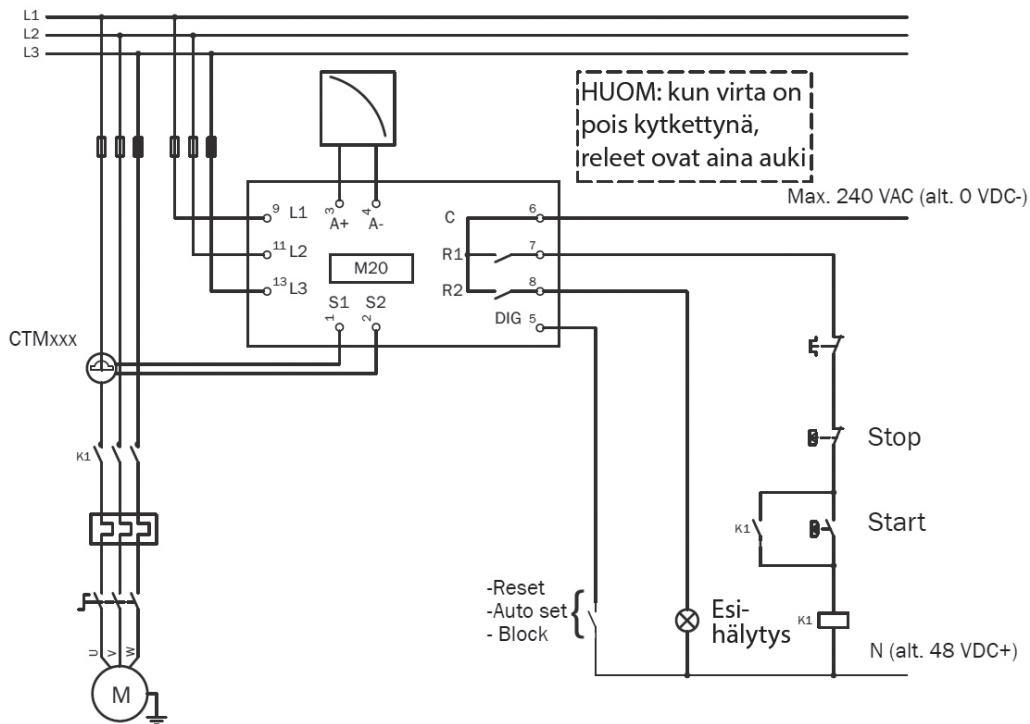 L1
L2
L3
HUOM: kun virta on
pois kytkettynä,
releet ovat aina auki
Max. 240 VAC (alt. 0 VDC-)
9 L1
3 A+
4 A-
C 6
11 L2
M20
R1 7
13 L3
R2 8
S1 1
S2 2
DIG 5
CTMxxx
K1
Stop
Start
K1
-Reset
-Auto set
- Block
Esi-
hälytys
K1
N (alt. 48 VDC+)
U V W
M